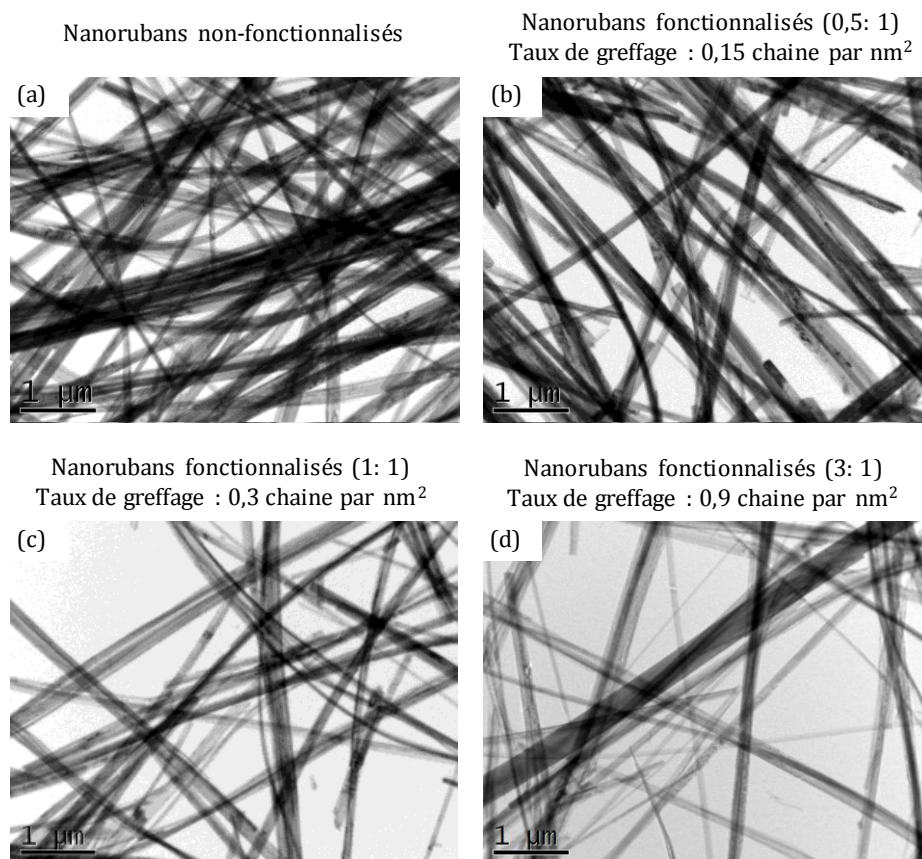 Nanorubans non-fonctionnalisés
Nanorubans fonctionnalisés (0,5: 1)
Taux de greffage : 0,15 chaine par nm²
(a)
(b)
1 µm
1 µm
Nanorubans fonctionnalisés (1: 1)
Taux de greffage : 0,3 chaine par nm²
Nanorubans fonctionnalisés (3: 1)
Taux de greffage : 0,9 chaine par nm²
(c)
(d)
1 µm
1 µm